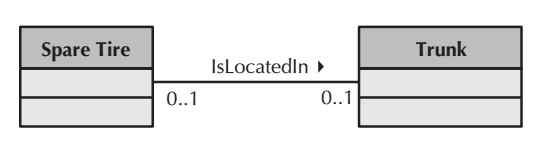 Spare Tire
IsLocatedIn ▶
Trunk
0..1
0..1